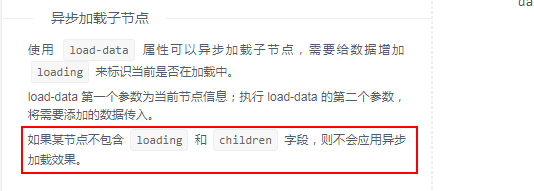 da
异步加载子节点
使用 load-data 属性可以异步加载子节点，需要给数据增加
loading 来标识当前是否在加载中。
load-data 第一个参数为当前节点信息；执行 load-data 的第二个参数，
将需要添加的数据传入。
如果某节点不包含 loading 和 children 字段，则不会应用异步
加载效果。